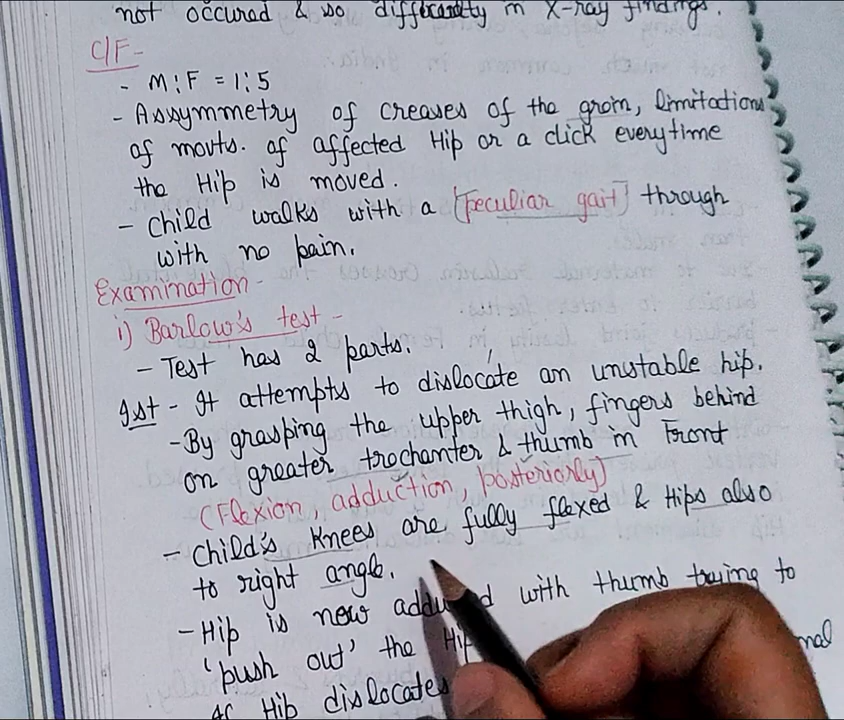 not occured & so differently in X-ray findings.
C/F -
- M:F = 1:5
- Assymmetry of creases of the groin, limitations
of movts. of affected Hip or a click everytime
the Hip is moved.
- Child walks with a [peculiar gait] through
with no pain.
Examination -
i) Barlow's test -
- Test has 2 parts.
Ist - It attempts to dislocate an unstable hip.
- By grasping the upper thigh, fingers behind
on greater trochanter & thumb in Front
(Flexion, adduction, posteriorly)
- Child's Knees are fully flexed & Hips also
to right angle.
- Hip is now with thumb trying to
'push out' the
Hip dislocates